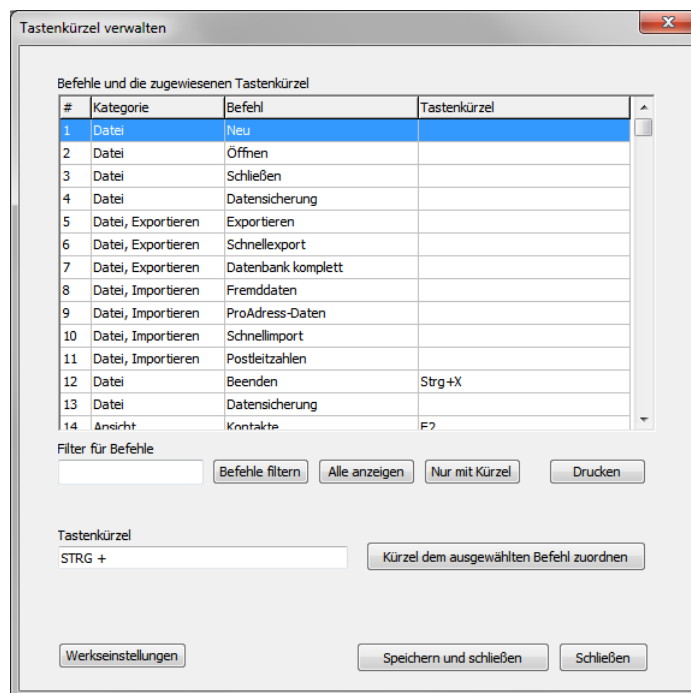 Tastenkürzel verwalten
Befehle und die zugewiesenen Tastenkürzel
# Kategorie Befehl Tastenkürzel
1 Datei Neu
2 Datei Öffnen
3 Datei Schließen
4 Datei Datensicherung
5 Datei, Exportieren Exportieren
6 Datei, Exportieren Schnellexport
7 Datei, Exportieren Datenbank komplett
8 Datei, Importieren Fremddaten
9 Datei, Importieren ProAdress-Daten
10 Datei, Importieren Schnellimport
11 Datei, Importieren Postleitzahlen
12 Datei Beenden Strg+X
13 Datei Datensicherung
14 Ansicht Kontakte F2
Filter für Befehle
Befehle filtern Alle anzeigen Nur mit Kürzel Drucken
Tastenkürzel
STRG + Kürzel dem ausgewählten Befehl zuordnen
Werkseinstellungen Speichern und schließen Schließen